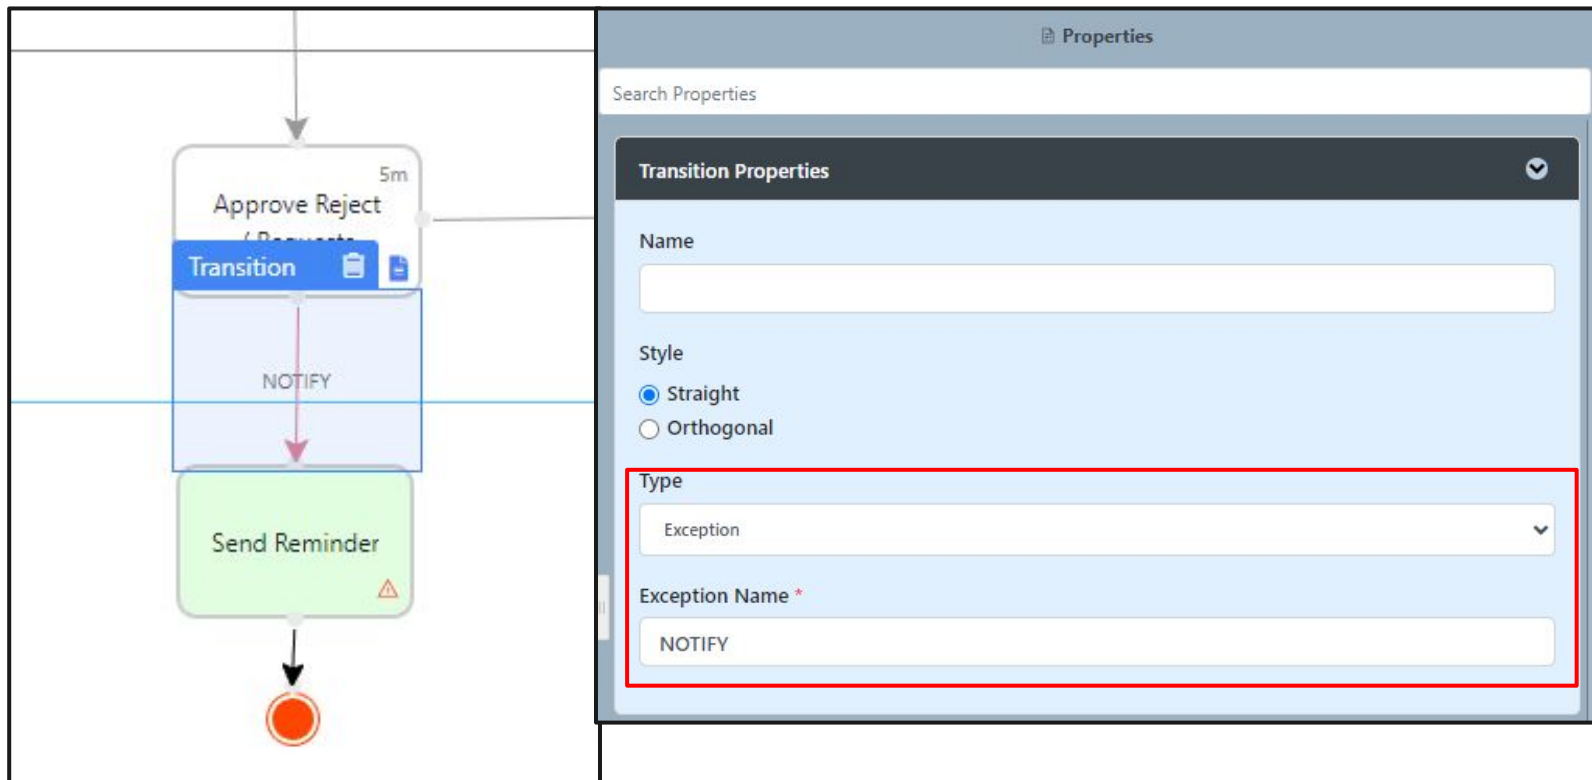 5m
Approve Reject
/ Requests
Transition
NOTIFY
Send Reminder
Properties
Search Properties
Transition Properties
Name
Style
Straight
Orthogonal
Type
Exception
Exception Name *
NOTIFY